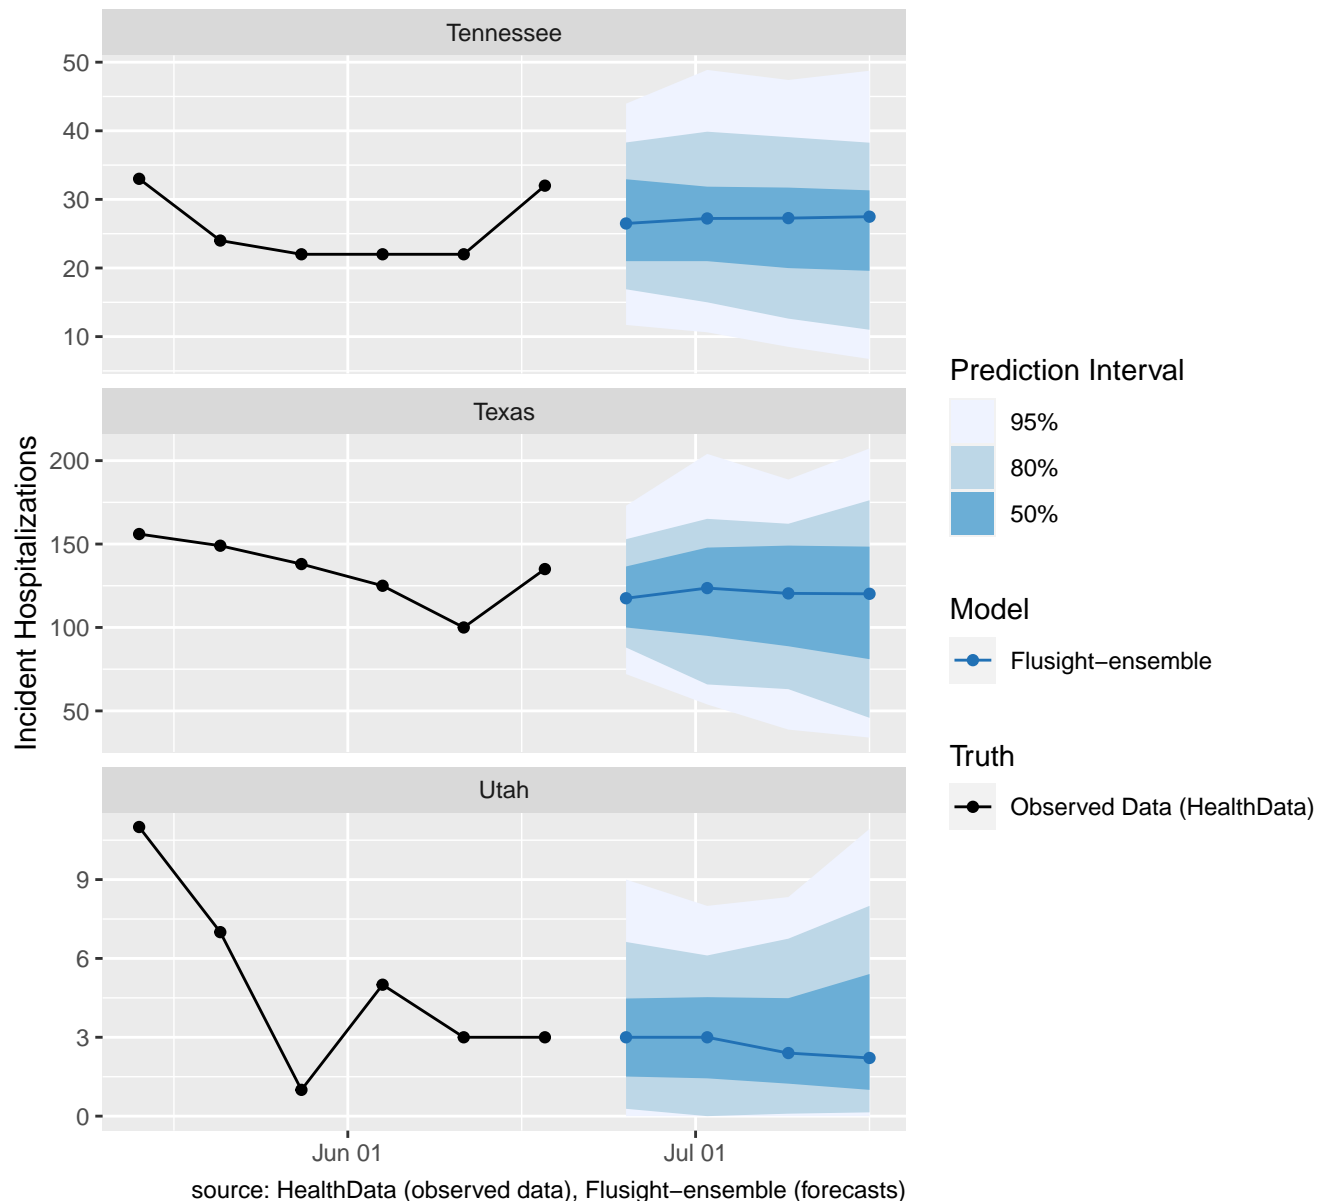 Tennessee
50
40
30
20
10
Texas
200
150
100
50
Utah
9
6
3
0
Jun 01
Jul 01
Incident Hospitalizations
source: HealthData (observed data), Flusight−ensemble (forecasts)
Prediction Interval
95%
80%
50%
Model
Flusight−ensemble
Truth
Observed Data (HealthData)